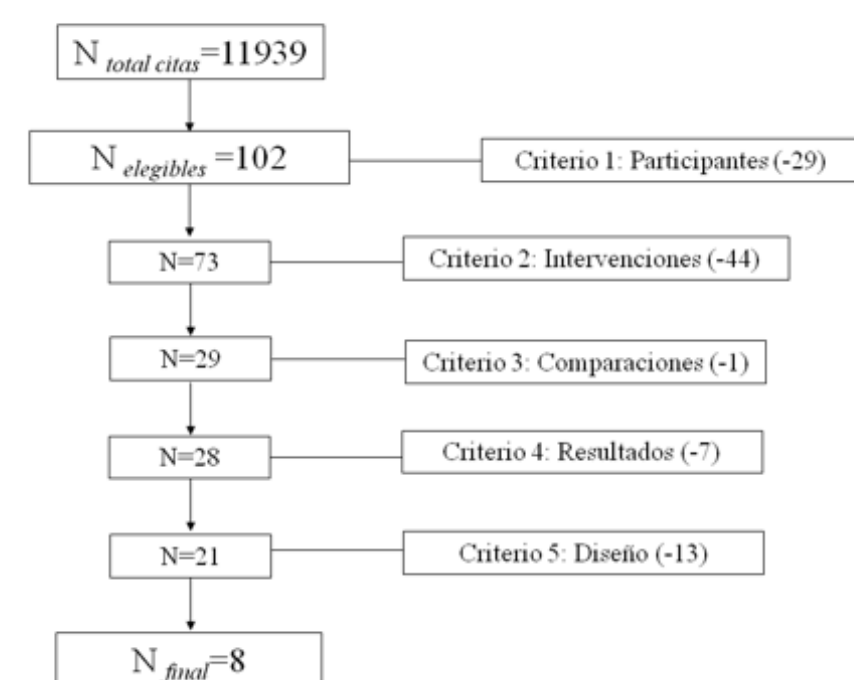 N total citas=11939
N elegibles =102
Criterio 1: Participantes (-29)
N=73
Criterio 2: Intervenciones (-44)
N=29
Criterio 3: Comparaciones (-1)
N=28
Criterio 4: Resultados (-7)
N=21
Criterio 5: Diseño (-13)
N final=8